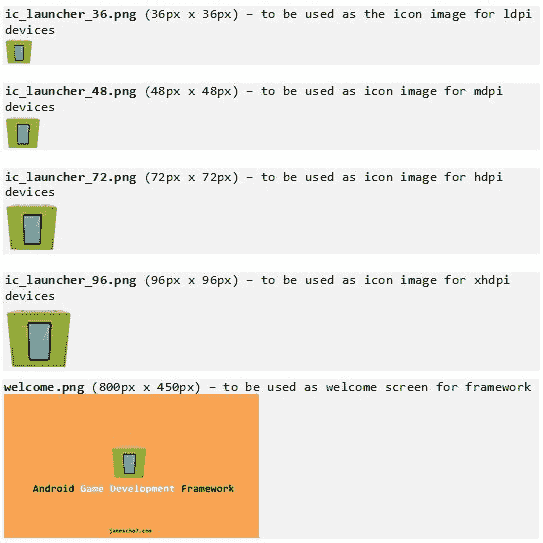 ic_launcher_36.png (36px x 36px) – to be used as the icon image for ldpi
devices
ic_launcher_48.png (48px x 48px) – to be used as icon image for mdpi
devices
ic_launcher_72.png (72px x 72px) – to be used as icon image for hdpi
devices
ic_launcher_96.png (96px x 96px) – to be used as icon image for xhdpi
devices
welcome.png (800px x 450px) – to be used as welcome screen for framework
Android Game Development Framework